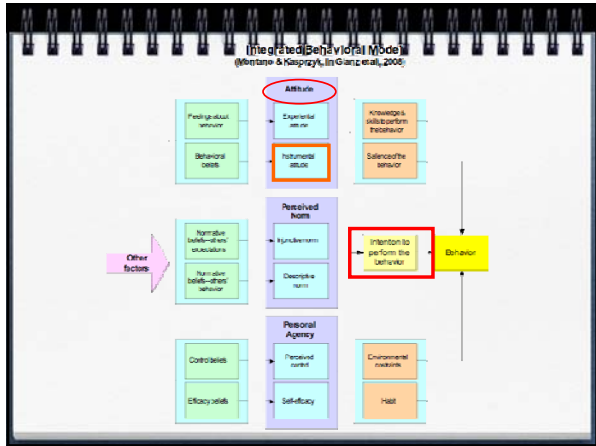 Integrated Behavioral Model
(Montano & Kasprzyk, in Glanz et al., 2008)
Attitude
Feelings about
behavior
Experiential
attitude
Knowledge &
skills to perform
the behavior
Behavioral
beliefs
Instrumental
attitude
Salience of the
behavior
Perceived
Norm
Normative
beliefs—others'
expectations
Injunctive norm
Intention to
perform the
behavior
Behavior
Other
factors
Normative
beliefs—others'
behavior
Descriptive
norm
Personal
Agency
Control beliefs
Perceived
control
Environmental
constraints
Efficacy beliefs
Self-efficacy
Habit